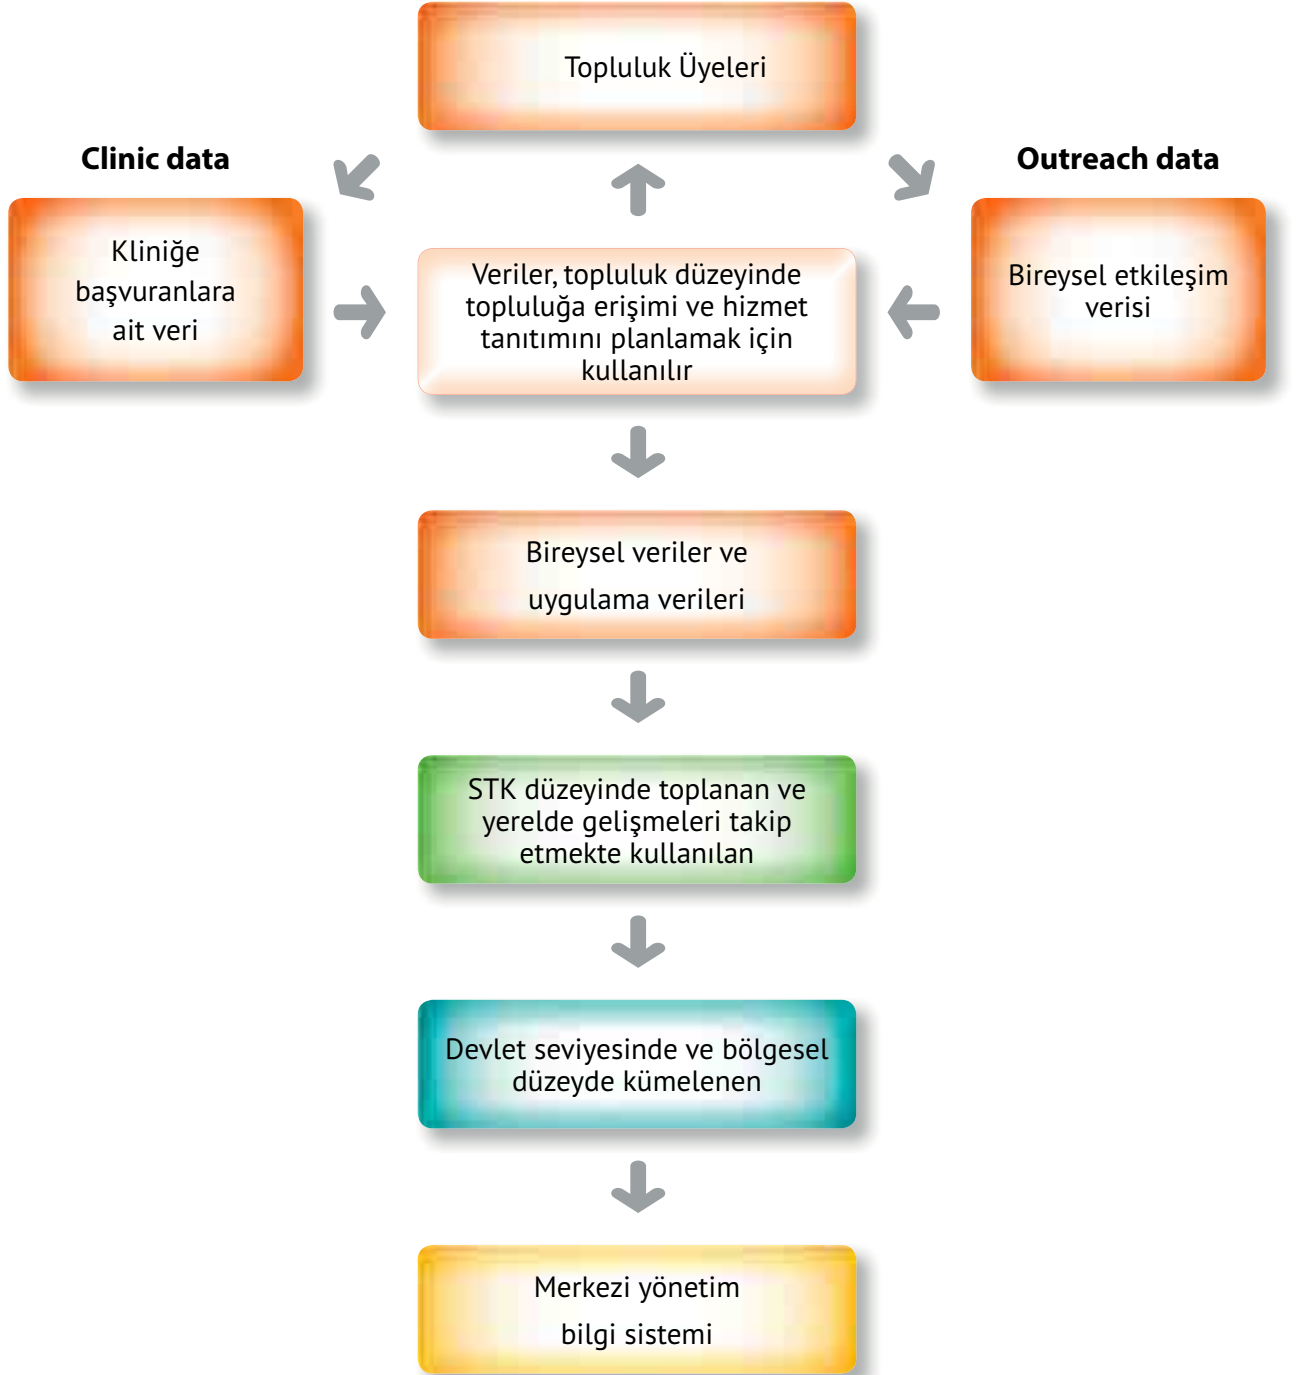 Topluluk Üyeleri
Clinic data
Outreach data
Kliniğe
başvuranlara
ait veri
Veriler, topluluk düzeyinde
topluluğa erişimi ve hizmet
tanıtımını planlamak için
kullanılır
Bireysel etkileşim
verisi
Bireysel veriler ve
uygulama verileri
STK düzeyinde toplanan ve
yerelde gelişmeleri takip
etmekte kullanılan
Devlet seviyesinde ve bölgesel
düzeyde kümelenen
Merkezi yönetim
bilgi sistemi